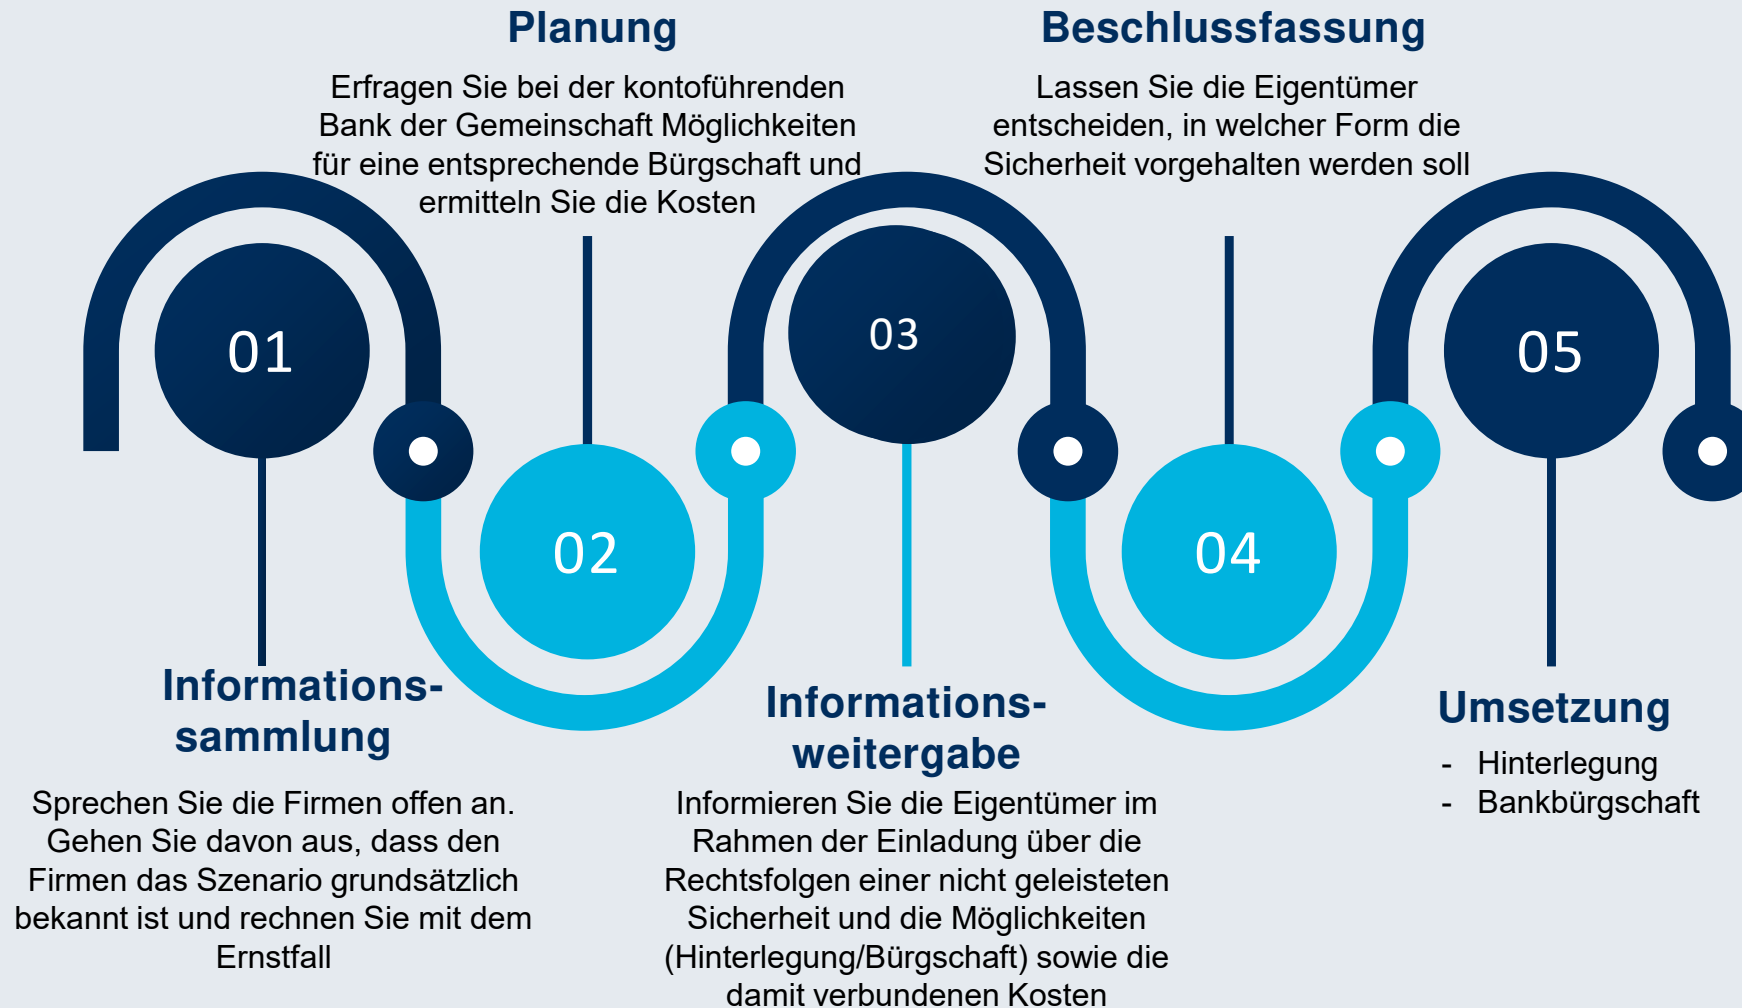 01
Informations-
sammlung
Sprechen Sie die Firmen offen an.
Gehen Sie davon aus, dass den
Firmen das Szenario grundsätzlich
bekannt ist und rechnen Sie mit dem
Ernstfall
Planung
Erfragen Sie bei der kontoführenden
Bank der Gemeinschaft Möglichkeiten
für eine entsprechende Bürgschaft und
ermitteln Sie die Kosten
02
03
Informations-
weitergabe
Informieren Sie die Eigentümer im
Rahmen der Einladung über die
Rechtsfolgen einer nicht geleisteten
Sicherheit und die Möglichkeiten
(Hinterlegung/Bürgschaft) sowie die
damit verbundenen Kosten
Beschlussfassung
Lassen Sie die Eigentümer
entscheiden, in welcher Form die
Sicherheit vorgehalten werden soll
04
05
Umsetzung
- Hinterlegung
- Bankbürgschaft